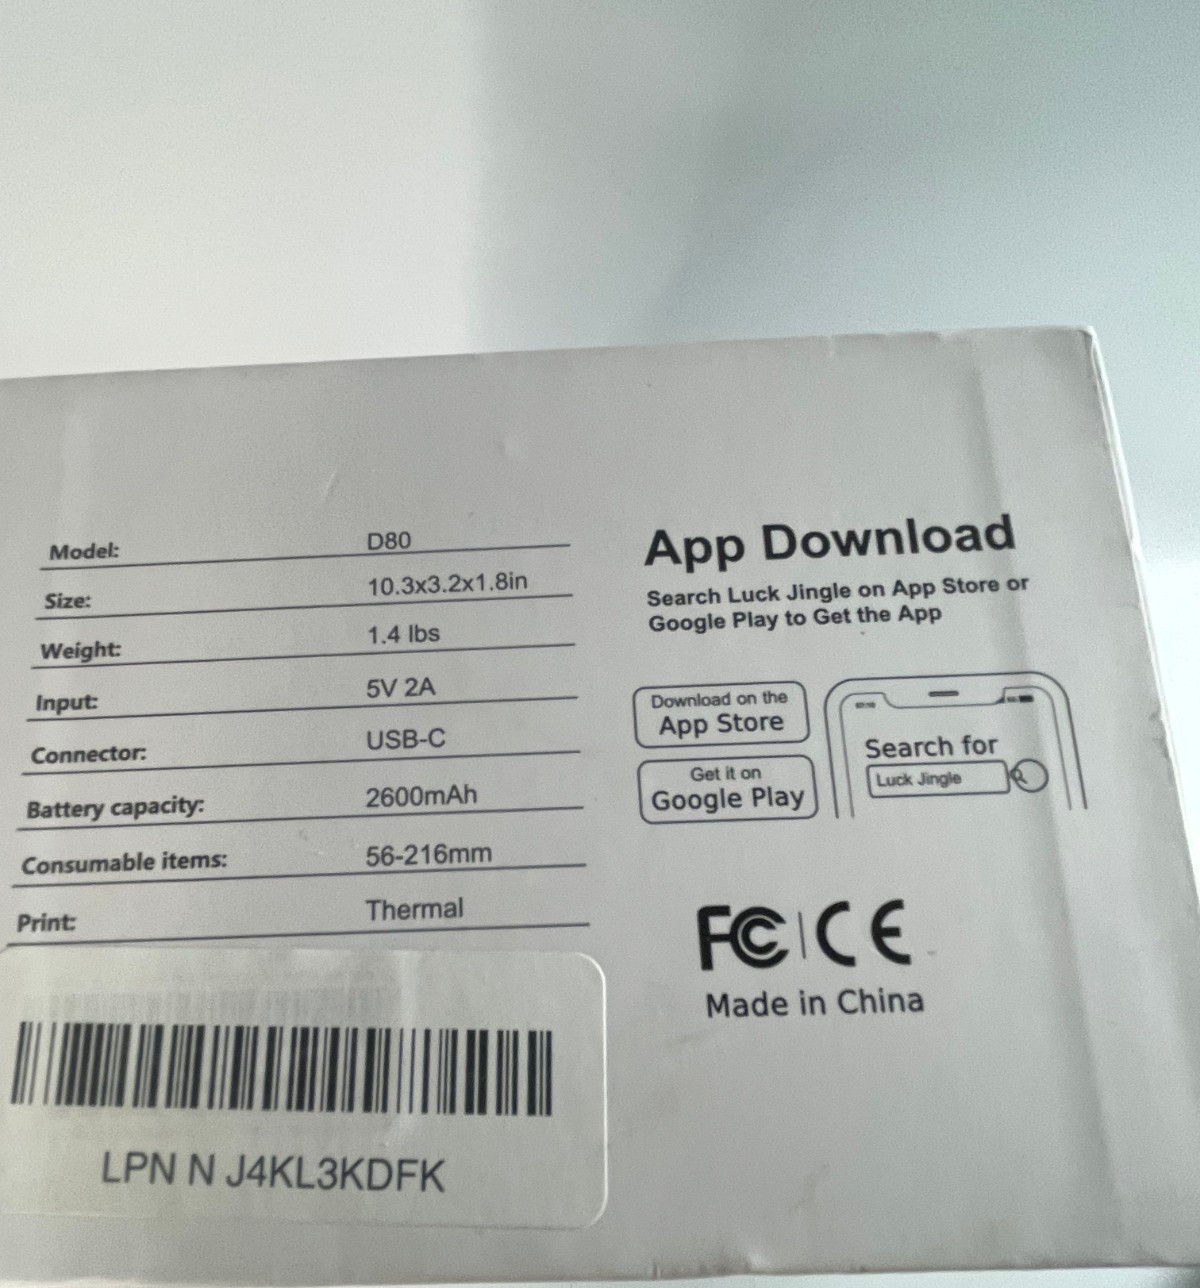 Model: D80
Size: 10.3x3.2x1.8in
Weight: 1.4 lbs
Input: 5V 2A
Connector: USB-C
Battery capacity: 2600mAh
Consumable items: 56-216mm
Print: Thermal
LPN N J4KL3KDFK
App Download
Search Luck Jingle on App Store or
Google Play to Get the App
Download on the
App Store
Get it on
Google Play
Search for
Luck Jingle
FC CE
Made in China